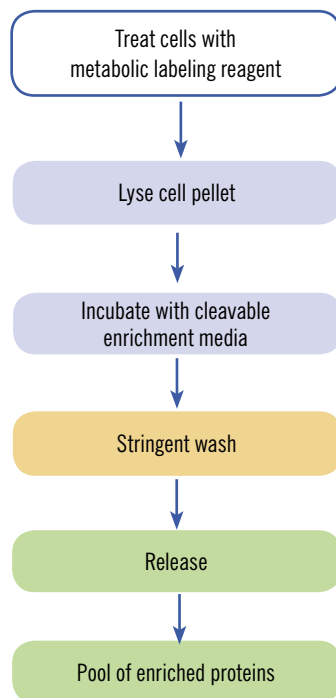 Treat cells with
metabolic labeling reagent
Lyse cell pellet
Incubate with cleavable
enrichment media
Stringent wash
Release
Pool of enriched proteins